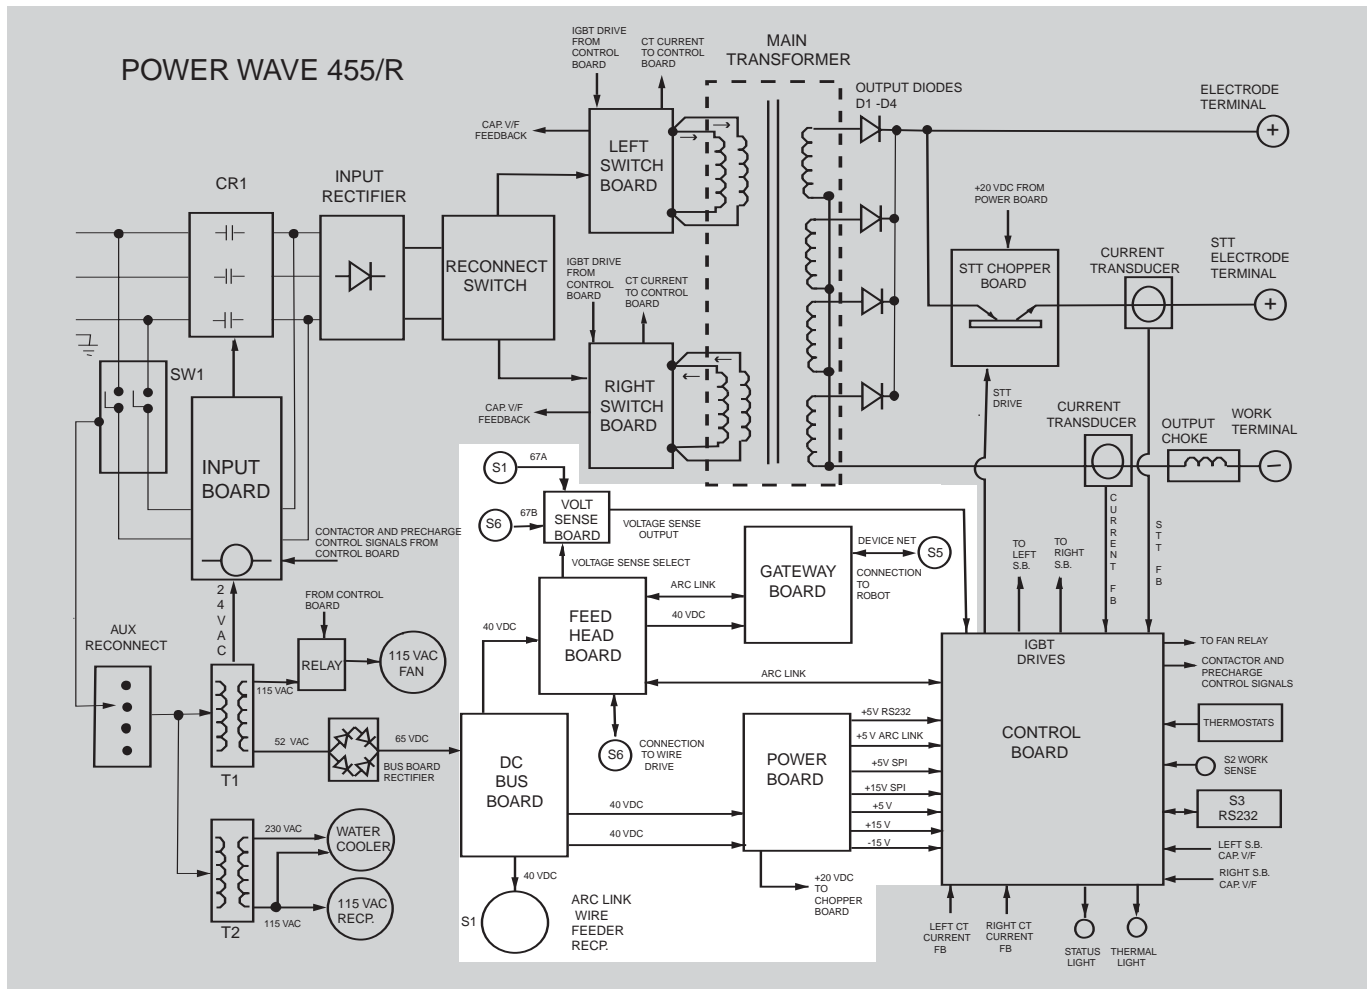 POWER WAVE 455/R
IGBT DRIVE
FROM
CONTROL
BOARD
CT CURRENT
TO CONTROL
BOARD
MAIN
TRANSFORMER
OUTPUT DIODES
D1 -D4
ELECTRODE
TERMINAL
+
CAP. V/F
FEEDBACK
LEFT
SWITCH
BOARD
CR1
INPUT
RECTIFIER
RECONNECT
SWITCH
+20 VDC FROM
POWER BOARD
STT CHOPPER
BOARD
CURRENT
TRANSDUCER
STT
ELECTRODE
TERMINAL
+
IGBT DRIVE
FROM
CONTROL
BOARD
CT CURRENT
TO CONTROL
BOARD
SW1
RIGHT
SWITCH
BOARD
CAP. V/F
FEEDBACK
STT
DRIVE
CURRENT
TRANSDUCER
OUTPUT
CHOKE
WORK
TERMINAL
INPUT
BOARD
S1
67A
S6
67B
VOLT
SENSE
BOARD
VOLTAGE SENSE
OUTPUT
CONTACTOR AND PRECHARGE
CONTROL SIGNALS FROM
CONTROL BOARD
VOLTAGE SENSE SELECT
GATEWAY
BOARD
DEVICE NET
S5
CONNECTION
TO
ROBOT
TO
LEFT
S.B.
TO
RIGHT
S.B.
C
U
R
R
E
N
T
F
B
S
T
T
F
B
2
4
V
A
C
FROM CONTROL
BOARD
AUX
RECONNECT
RELAY
115 VAC
FAN
115 VAC
40 VDC
FEED
HEAD
BOARD
ARC LINK
40 VDC
ARC LINK
IGBT
DRIVES
CONTROL
BOARD
TO FAN RELAY
CONTACTOR AND
PRECHARGE
CONTROL SIGNALS
THERMOSTATS
S2 WORK
SENSE
S3
RS232
LEFT S.B.
CAP. V/F
RIGHT S.B.
CAP. V/F
52 VAC
T1
BUS BOARD
RECTIFIER
65 VDC
DC
BUS
BOARD
S6
CONNECTION
TO WIRE
DRIVE
POWER
BOARD
+5V RS232
+5 V ARC LINK
+5V SPI
+15V SPI
+5 V
+15 V
-15 V
40 VDC
40 VDC
230 VAC
WATER
COOLER
115 VAC
RECP.
115 VAC
T2
40 VDC
S1
ARC LINK
WIRE
FEEDER
RECP.
+20 VDC
TO
CHOPPER
BOARD
LEFT CT
CURRENT
FB
RIGHT CT
CURRENT
FB
STATUS
LIGHT
THERMAL
LIGHT